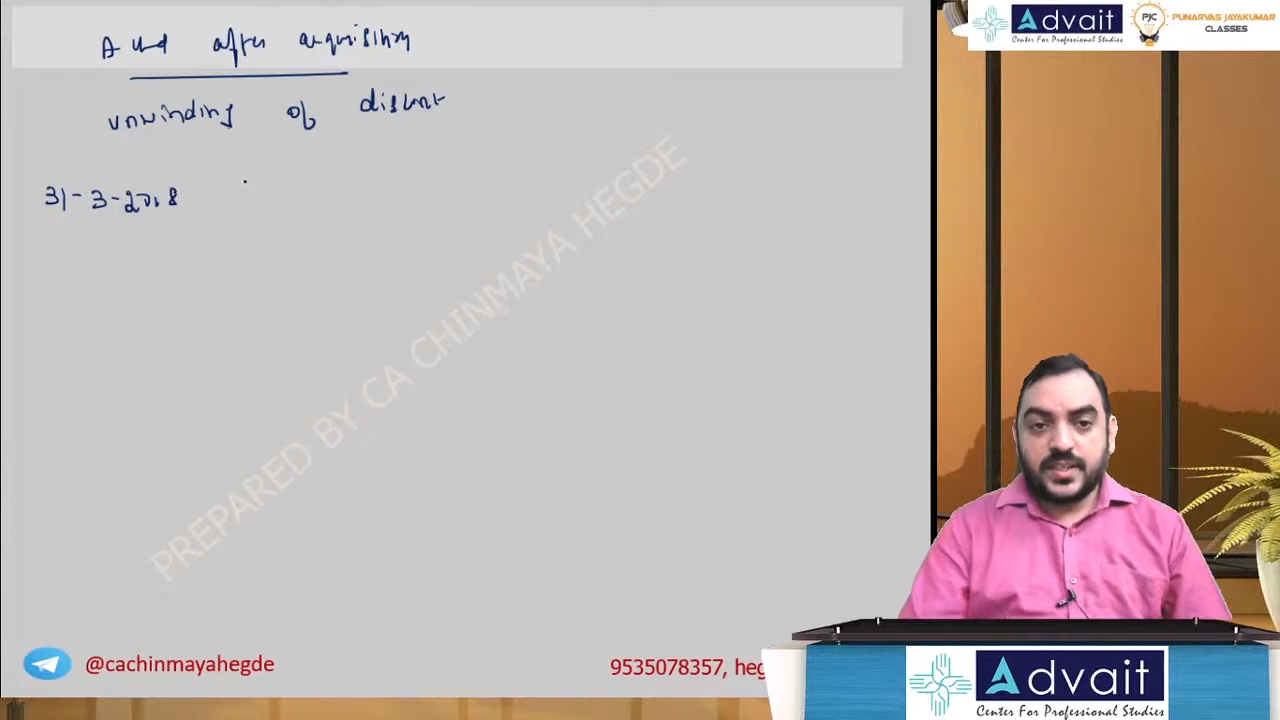 after acquisition
unwinding of discount
31-3-2018
PREPARED BY CA CHINMAYA HEGDE
@cachinmayahegde
9535078357, heg
Advait
Center For Professional Studies
PJC
PUNARVAS JAYAKUMAR
CLASSES
Advait
Center For Professional Studies